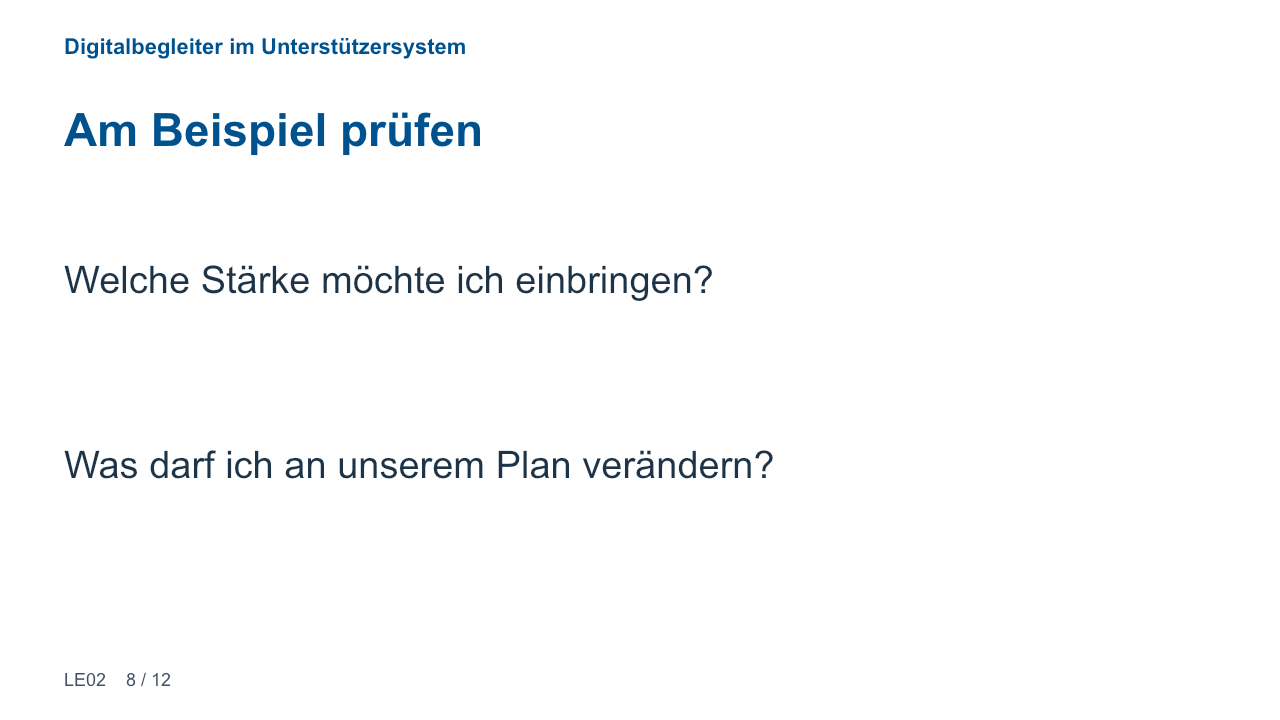 Digitalbegleiter im Unterstützersystem
Am Beispiel prüfen
Welche Stärke möchte ich einbringen?
Was darf ich an unserem Plan verändern?
LE02 8 / 12